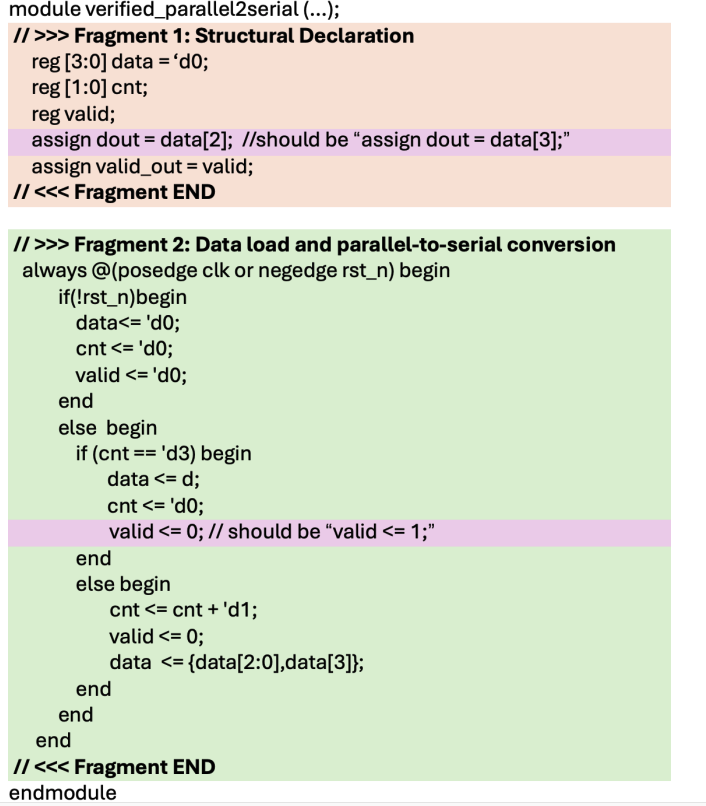 module verified_parallel2serial (...);
// >>> Fragment 1: Structural Declaration
reg [3:0] data = ‘d0;
reg [1:0] cnt;
reg valid;
assign dout = data[2]; //should be “assign dout = data[3];”
assign valid_out = valid;
// <<< Fragment END
// >>> Fragment 2: Data load and parallel-to-serial conversion
always @(posedge clk or negedge rst_n) begin
if(!rst_n)begin
data<= 'd0;
cnt <= 'd0;
valid <= 'd0;
end
else begin
if (cnt == 'd3) begin
data <= d;
cnt <= 'd0;
valid <= 0; // should be “valid <= 1;”
end
else begin
cnt <= cnt + 'd1;
valid <= 0;
data <= {data[2:0],data[3]};
end
end
end
// <<< Fragment END
endmodule